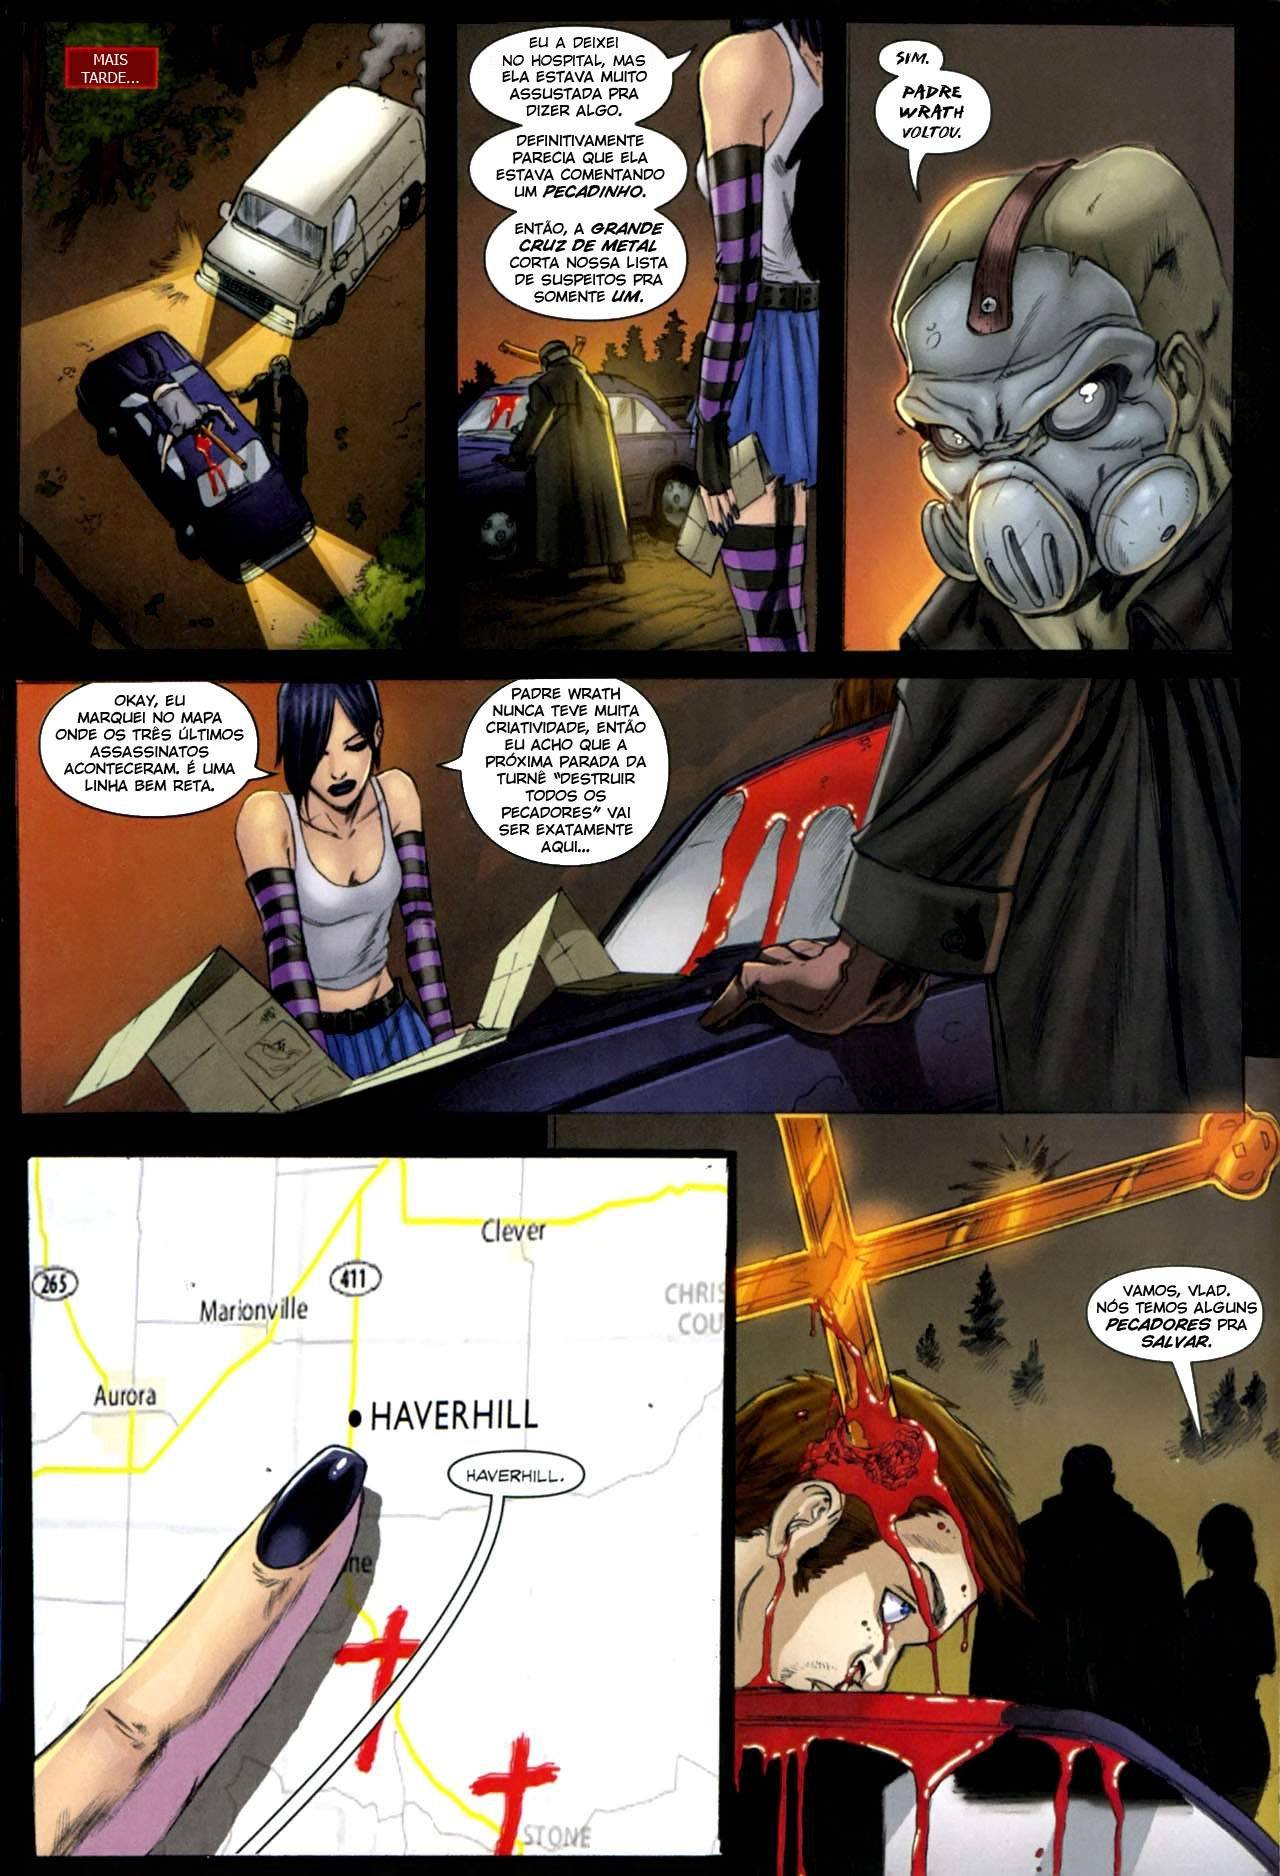 MAIS
TARDE...
EU A DEIXEI
NO HOSPITAL, MAS
ELA ESTAVA MUITO
ASSUSTADA PRA
DIZER ALGO.
DEFINITIVAMENTE
PARECIA QUE ELA
ESTAVA COMENTANDO
UM PECADINHO.
ENTÃO, A GRANDE
CRUZ DE METAL
CORTA NOSSA LISTA
DE SUSPEITOS PRA
SOMENTE UM.
SIM.
PADRE
WRATH
VOLTOU.
OKAY, EU
MARQUEI NO MAPA
ONDE OS TRÊS ÚLTIMOS
ASSASSINATOS
ACONTECERAM. É UMA
LINHA BEM RETA.
PADRE WRATH
NUNCA TEVE MUITA
CRIATIVIDADE, ENTÃO
EU ACHO QUE A
PRÓXIMA PARADA DA
TURNÊ "DESTRUIR
TODOS OS
PECADORES" VAI
SER EXATAMENTE
AQUI...
Clever
265
411
CHRIS
COU
Marionville
Aurora
HAVERHILL
HAVERHILL.
ne
STONE
VAMOS, VLAD.
NÓS TEMOS ALGUNS
PECADORES PRA
SALVAR.